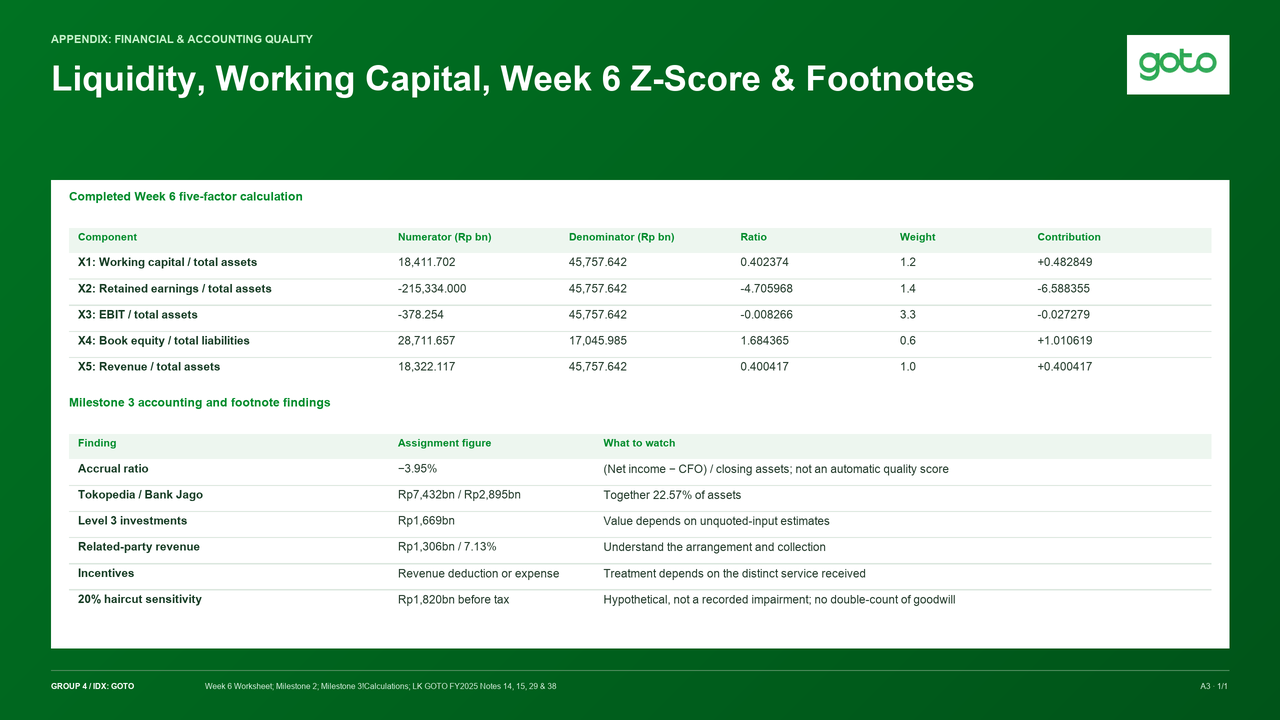 APPENDIX: FINANCIAL & ACCOUNTING QUALITY
goto
Liquidity, Working Capital, Week 6 Z-Score & Footnotes
Completed Week 6 five-factor calculation
Component Numerator (Rp bn) Denominator (Rp bn) Ratio Weight Contribution
X1: Working capital / total assets 18,411.702 45,757.642 0.402374 1.2 +0.482849
X2: Retained earnings / total assets -215,334.000 45,757.642 -4.705968 1.4 -6.588355
X3: EBIT / total assets -378.254 45,757.642 -0.008266 3.3 -0.027279
X4: Book equity / total liabilities 28,711.657 17,045.985 1.684365 0.6 +1.010619
X5: Revenue / total assets 18,322.117 45,757.642 0.400417 1.0 +0.400417
Milestone 3 accounting and footnote findings
Finding Assignment figure What to watch
Accrual ratio −3.95% (Net income − CFO) / closing assets; not an automatic quality score
Tokopedia / Bank Jago Rp7,432bn / Rp2,895bn Together 22.57% of assets
Level 3 investments Rp1,669bn Value depends on unquoted-input estimates
Related-party revenue Rp1,306bn / 7.13% Understand the arrangement and collection
Incentives Revenue deduction or expense Treatment depends on the distinct service received
20% haircut sensitivity Rp1,820bn before tax Hypothetical, not a recorded impairment; no double-count of goodwill
GROUP 4 / IDX: GOTO Week 6 Worksheet; Milestone 2; Milestone 3!Calculations; LK GOTO FY2025 Notes 14, 15, 29 & 38 A3 · 1/1